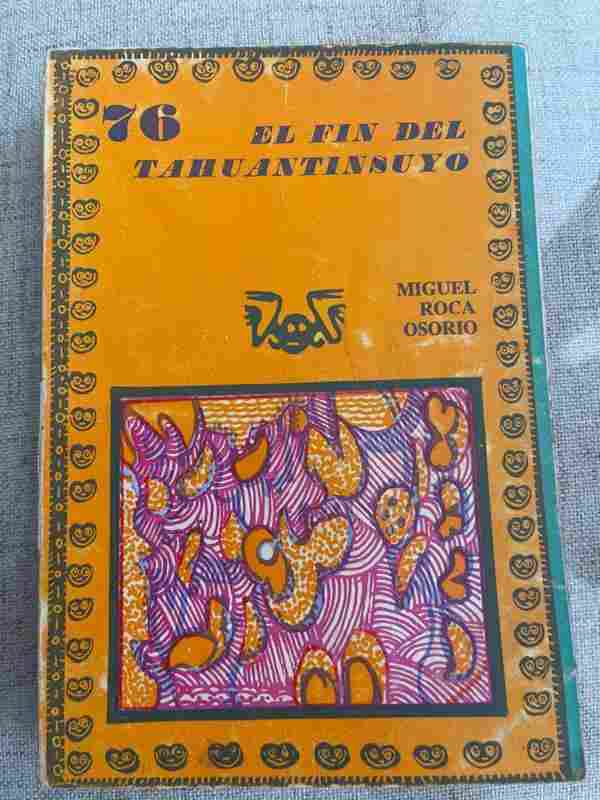 76
EL FIN DEL
TAHUANTINSUYO
MIGUEL
ROCA
OSORIO